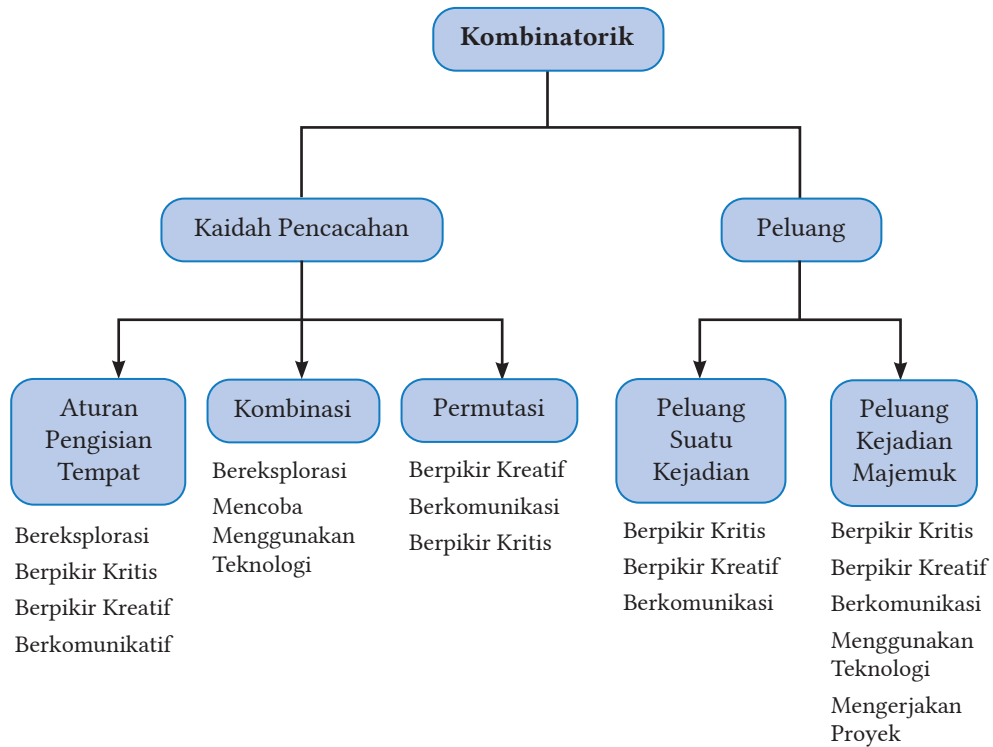 Kombinatorik
Kaidah Pencacahan
Peluang
Aturan
Pengisian
Tempat
Bereksplorasi
Berpikir Kritis
Berpikir Kreatif
Berkomunikatif
Kombinasi
Bereksplorasi
Mencoba
Menggunakan
Teknologi
Permutasi
Berpikir Kreatif
Berkomunikasi
Berpikir Kritis
Peluang
Suatu
Kejadian
Berpikir Kritis
Berpikir Kreatif
Berkomunikasi
Peluang
Kejadian
Majemuk
Berpikir Kritis
Berpikir Kreatif
Berkomunikasi
Menggunakan
Teknologi
Mengerjakan
Proyek